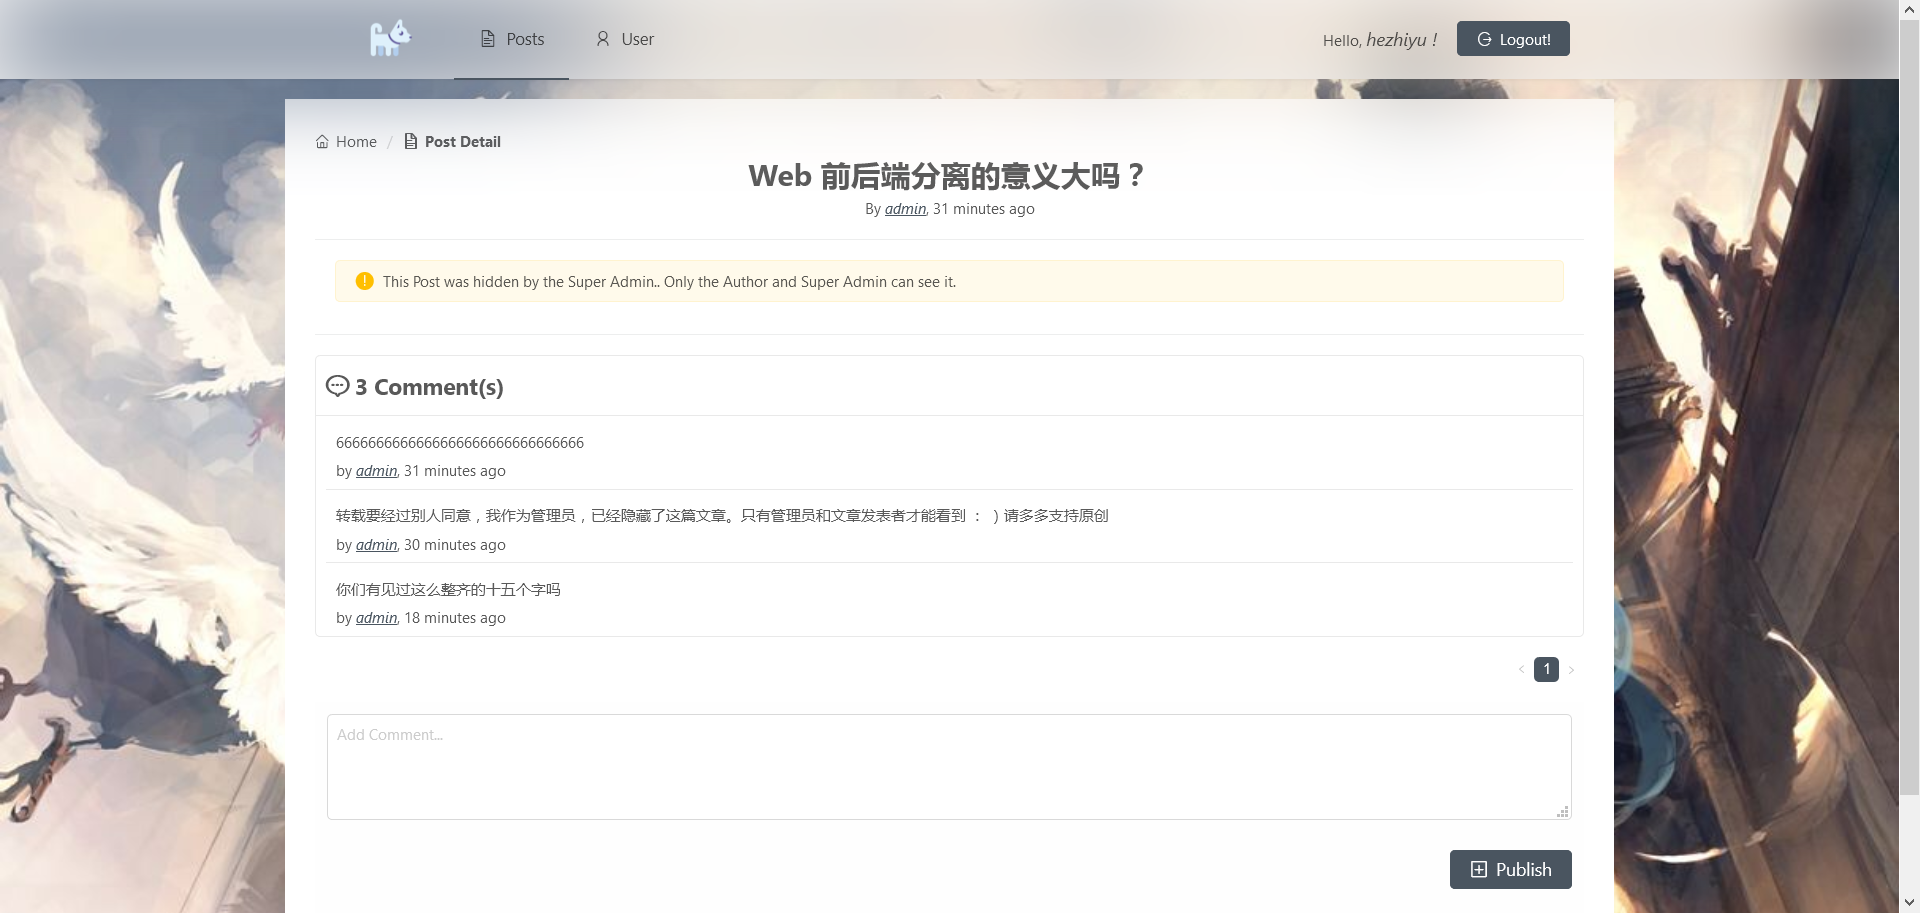 Posts
User
Hello, hezhiyu !
Logout!
Home / Post Detail
Web 前后端分离的意义大吗？
By admin, 31 minutes ago
This Post was hidden by the Super Admin.. Only the Author and Super Admin can see it.
3 Comment(s)
6666666666666666666666666666666
by admin, 31 minutes ago
转载要经过别人同意，我作为管理员，已经隐藏了这篇文章。只有管理员和文章发表者才能看到 ： ）请多多支持原创
by admin, 30 minutes ago
你们有见过这么整齐的十五个字吗
by admin, 18 minutes ago
< 1 >
Add Comment...
Publish